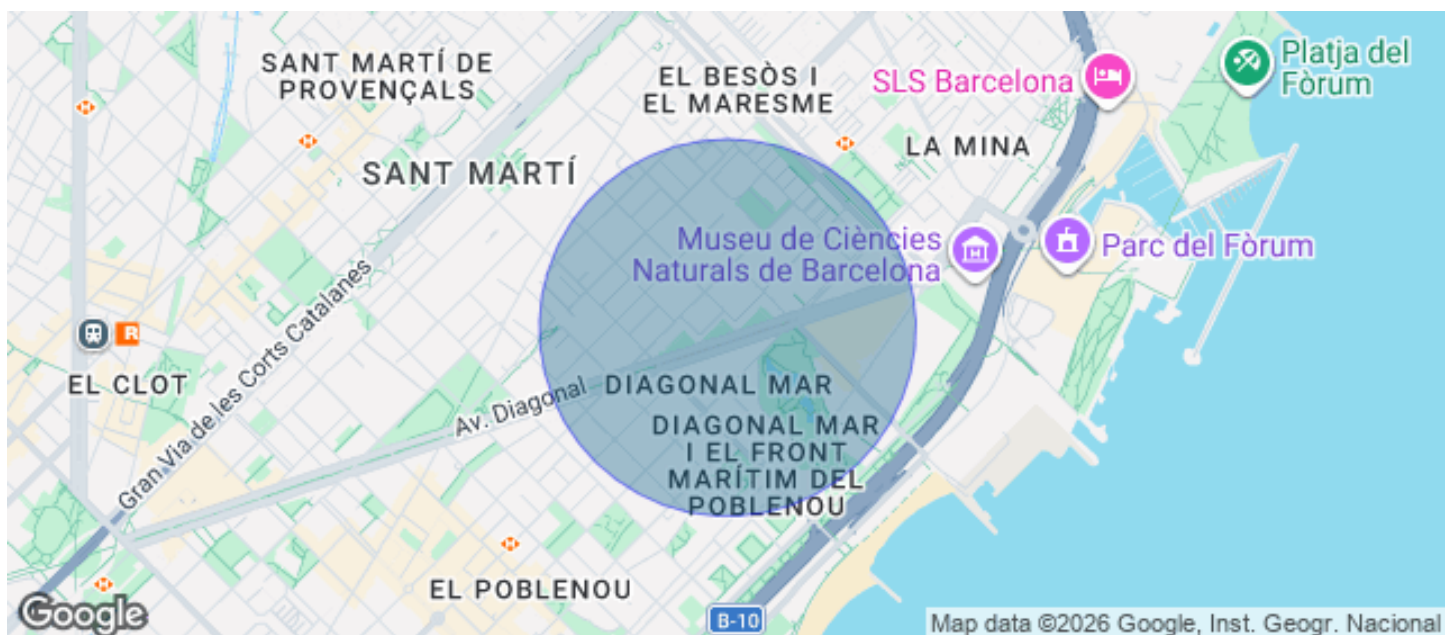 SANT MARTÍ DE
PROVENÇALS
EL BESÒS I
EL MARESME
SLS Barcelona
Platja del
Fòrum
LA MINA
SANT MARTÍ
Museu de Ciències
Naturals de Barcelona
Parc del Fòrum
Gran Via de les Corts Catalanes
R
EL CLOT
Av. Diagonal
DIAGONAL MAR
DIAGONAL MAR
I EL FRONT
MARÍTIM DEL
POBLENOU
EL POBLENOU
B-10
Google
Map data ©2026 Google, Inst. Geogr. Nacional